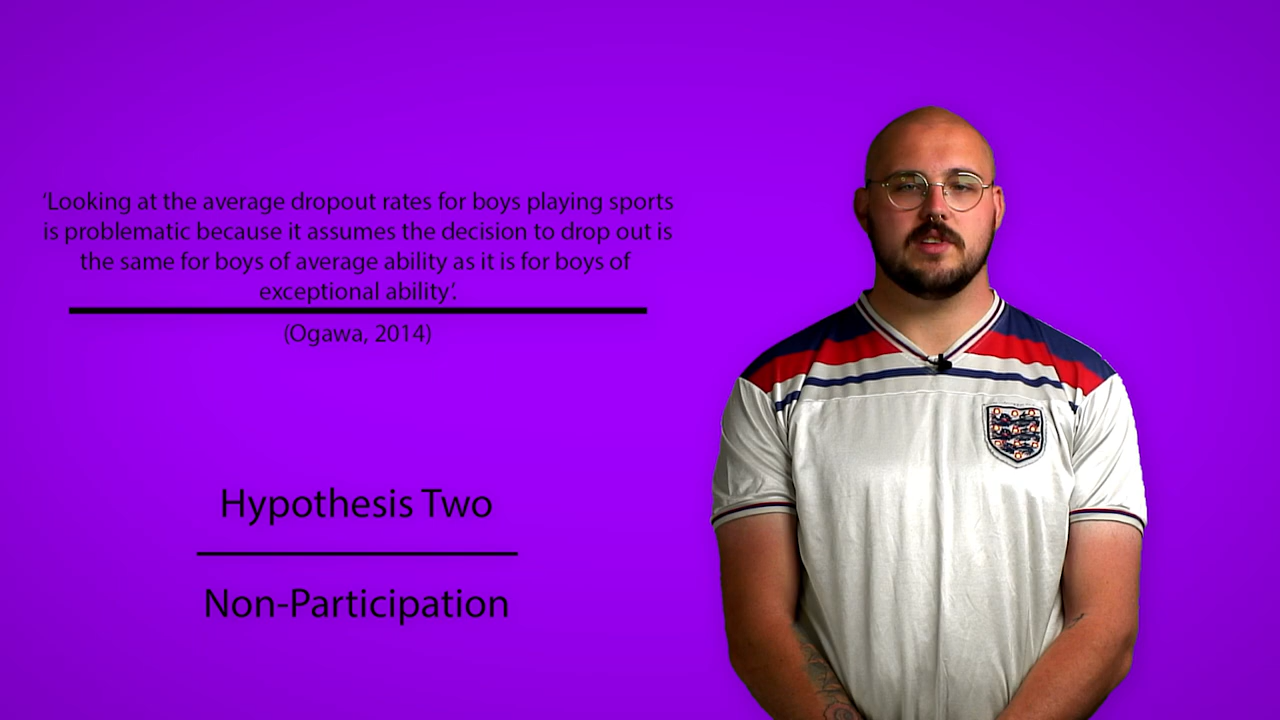 ‘Looking at the average dropout rates for boys playing sports
is problematic because it assumes the decision to drop out is
the same for boys of average ability as it is for boys of
exceptional ability’.
(Ogawa, 2014)
Hypothesis Two
Non-Participation